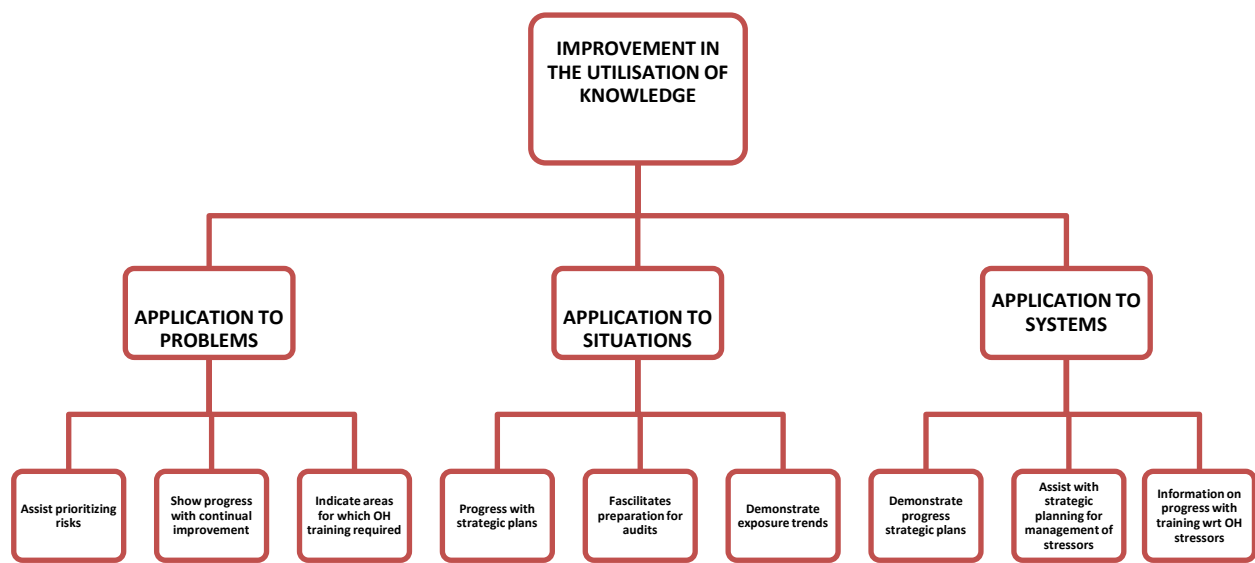 IMPROVEMENT IN
THE UTILISATION OF
KNOWLEDGE
APPLICATION TO
PROBLEMS
APPLICATION TO
SITUATIONS
APPLICATION TO
SYSTEMS
Assist prioritizing
risks
Show progress
with continual
improvement
Indicate areas
for which OH
training required
Progress with
strategic plans
Fascilitates
preparation for
audits
Demonstrate
exposure trends
Demonstrate
progress
strategic plans
Assist with
strategic
planning for
management of
stressors
Information on
progress with
training wrt OH
stressors